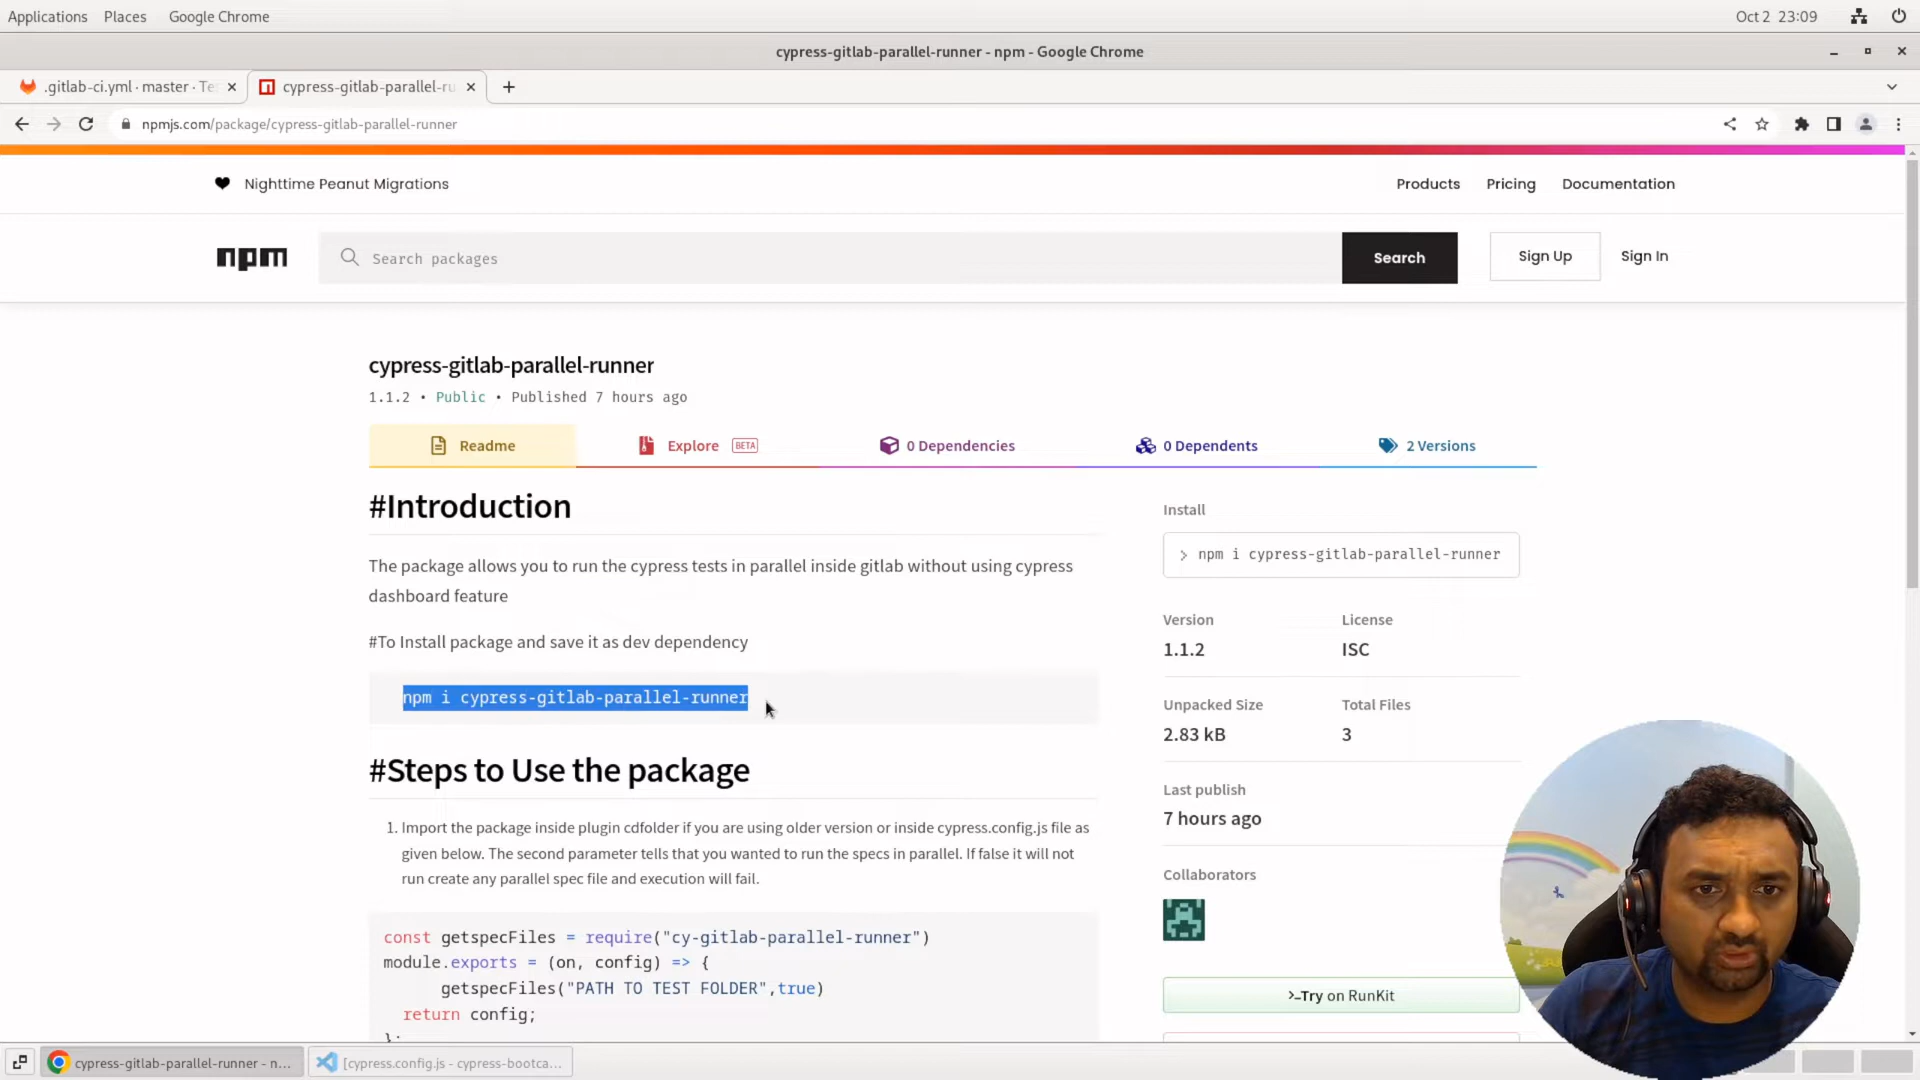 Applications Places Google Chrome Oct 2 23:09
cypress-gitlab-parallel-runner - npm - Google Chrome
.gitlab-ci.yml · master · Te cypress-gitlab-parallel-ru
npmjs.com/package/cypress-gitlab-parallel-runner
Nighttime Peanut Migrations Products Pricing Documentation
npm Search packages Search Sign Up Sign In
cypress-gitlab-parallel-runner
1.1.2 • Public • Published 7 hours ago
Readme Explore BETA 0 Dependencies 0 Dependents 2 Versions
#Introduction
The package allows you to run the cypress tests in parallel inside gitlab without using cypress
dashboard feature
#To Install package and save it as dev dependency
npm i cypress-gitlab-parallel-runner
#Steps to Use the package
1. Import the package inside plugin cdfolder if you are using older version or inside cypress.config.js file as
given below. The second parameter tells that you wanted to run the specs in parallel. If false it will not
run create any parallel spec file and execution will fail.
const getspecFiles = require("cy-gitlab-parallel-runner")
module.exports = (on, config) => {
getspecFiles("PATH TO TEST FOLDER",true)
return config;
};
Install
> npm i cypress-gitlab-parallel-runner
Version License
1.1.2 ISC
Unpacked Size Total Files
2.83 kB 3
Last publish
7 hours ago
Collaborators
>_Try on RunKit
cypress-gitlab-parallel-runner - n... [cypress.config.js - cypress-bootca...